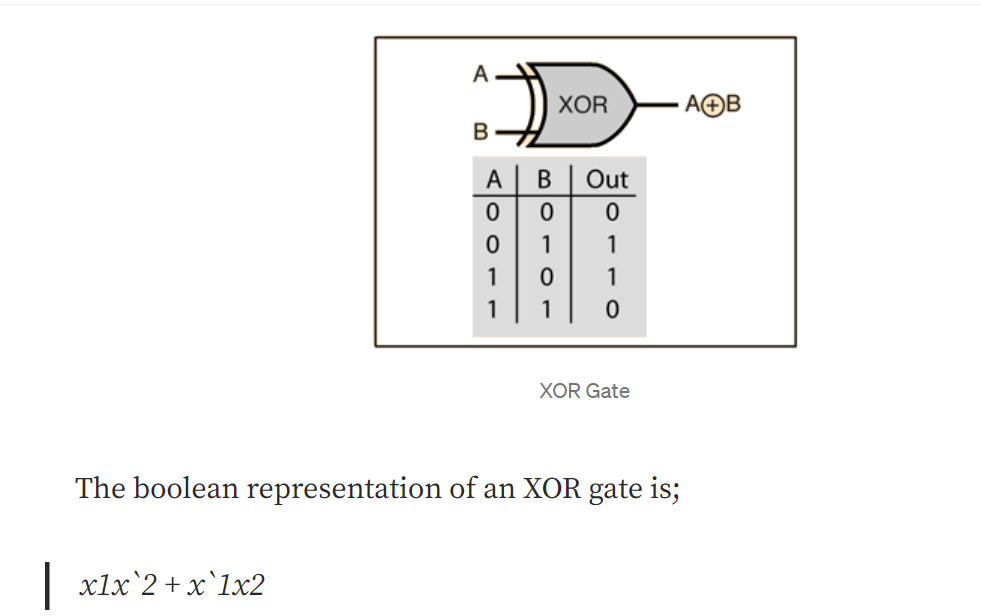 A
XOR
A⊕B
B
A B Out
0 0 0
0 1 1
1 0 1
1 1 0
XOR Gate
The boolean representation of an XOR gate is;
x1x`2 + x`1x2